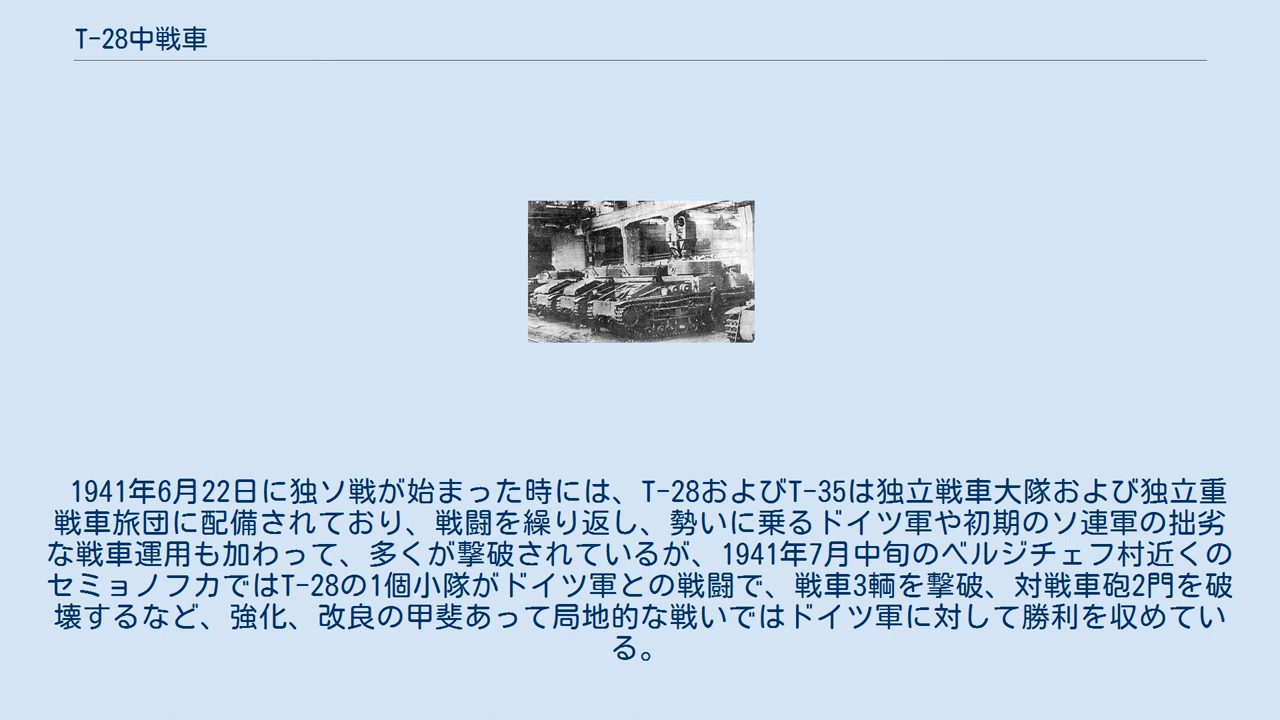 T-28中戦車
1941年6月22日に独ソ戦が始まった時には、T-28およびT-35は独立戦車大隊および独立重
戦車旅団に配備されており、戦闘を繰り返し、勢いに乗るドイツ軍や初期のソ連軍の拙劣
な戦車運用も加わって、多くが撃破されているが、1941年7月中旬のベルジチェフ村近くの
セミョノフカではT-28の1個小隊がドイツ軍との戦闘で、戦車3輌を撃破、対戦車砲2門を破
壊するなど、強化、改良の甲斐あって局地的な戦いではドイツ軍に対して勝利を収めてい
る。